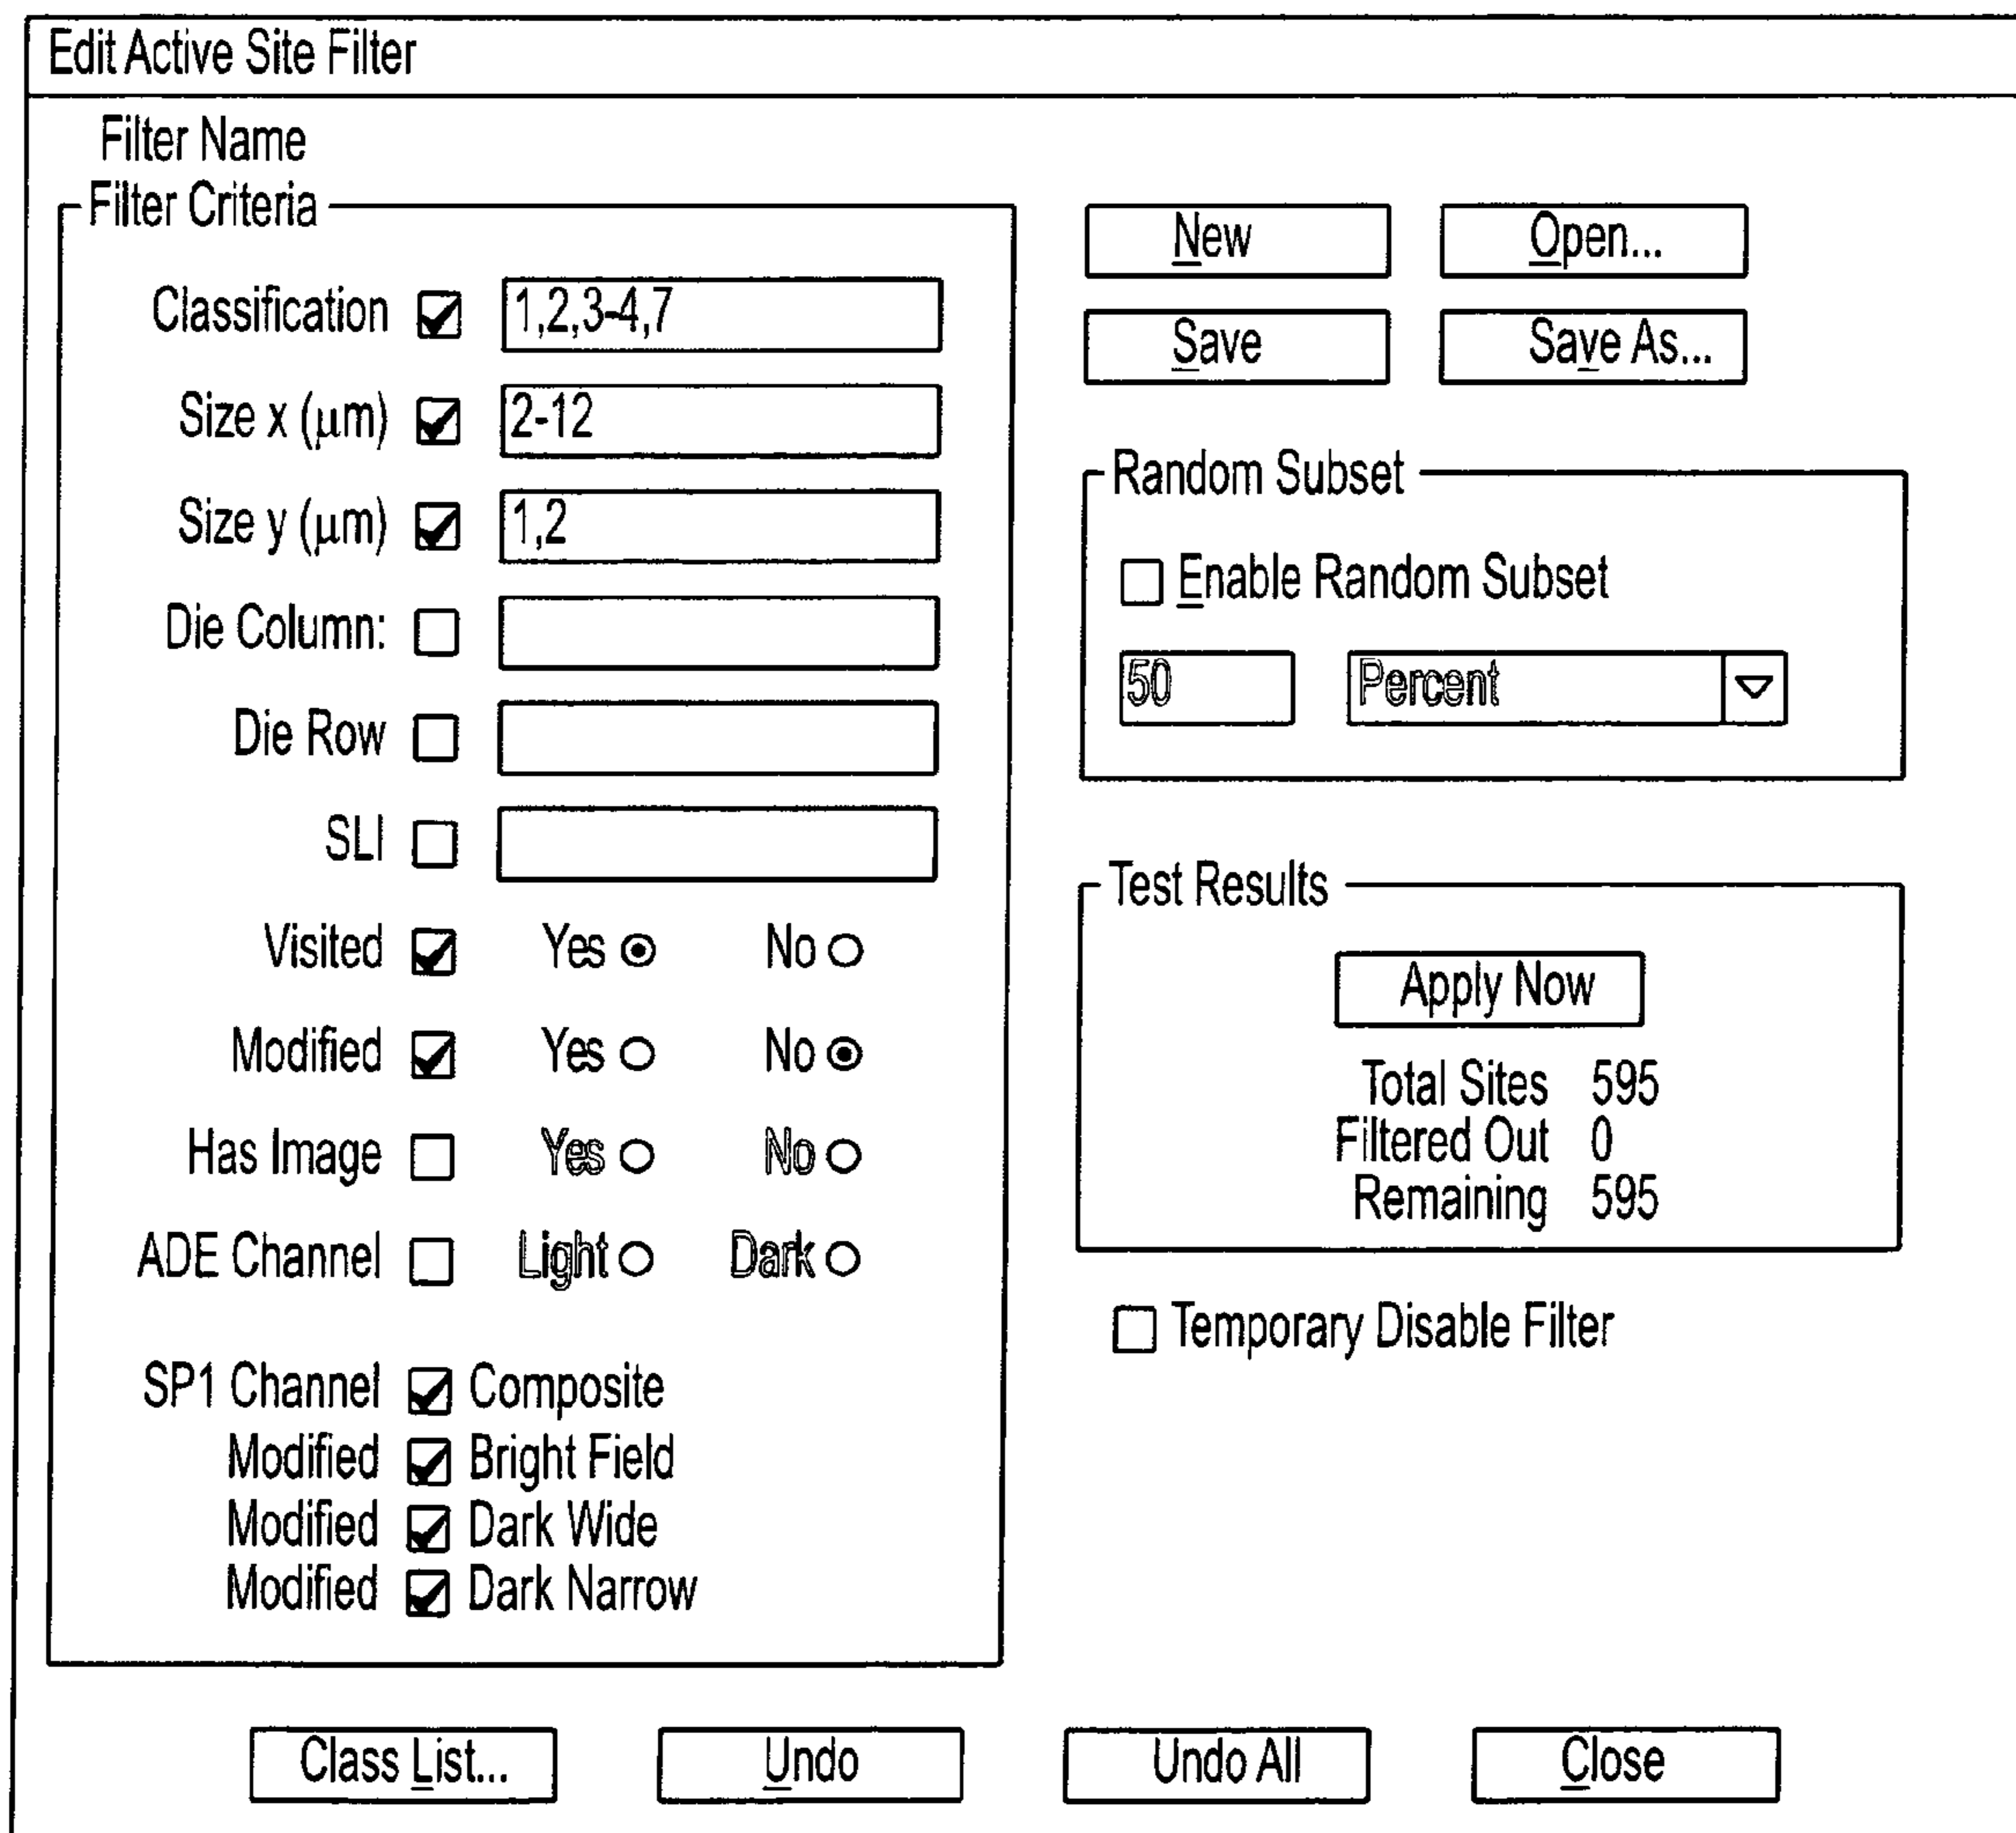 Edit Active Site Filter
Filter Name
Filter Criteria
Classification 1,2,3-4,7
Size x (μm) 2-12
Size y (μm) 1,2
Die Column:
Die Row
SLI
Visited Yes No
Modified Yes No
Has Image Yes No
ADE Channel Light Dark
SP1 Channel Composite
Modified Bright Field
Modified Dark Wide
Modified Dark Narrow
New Open...
Save Save As...
Random Subset
Enable Random Subset
50 Percent
Test Results
Apply Now
Total Sites 595
Filtered Out 0
Remaining 595
Temporary Disable Filter
Class List... Undo Undo All Close